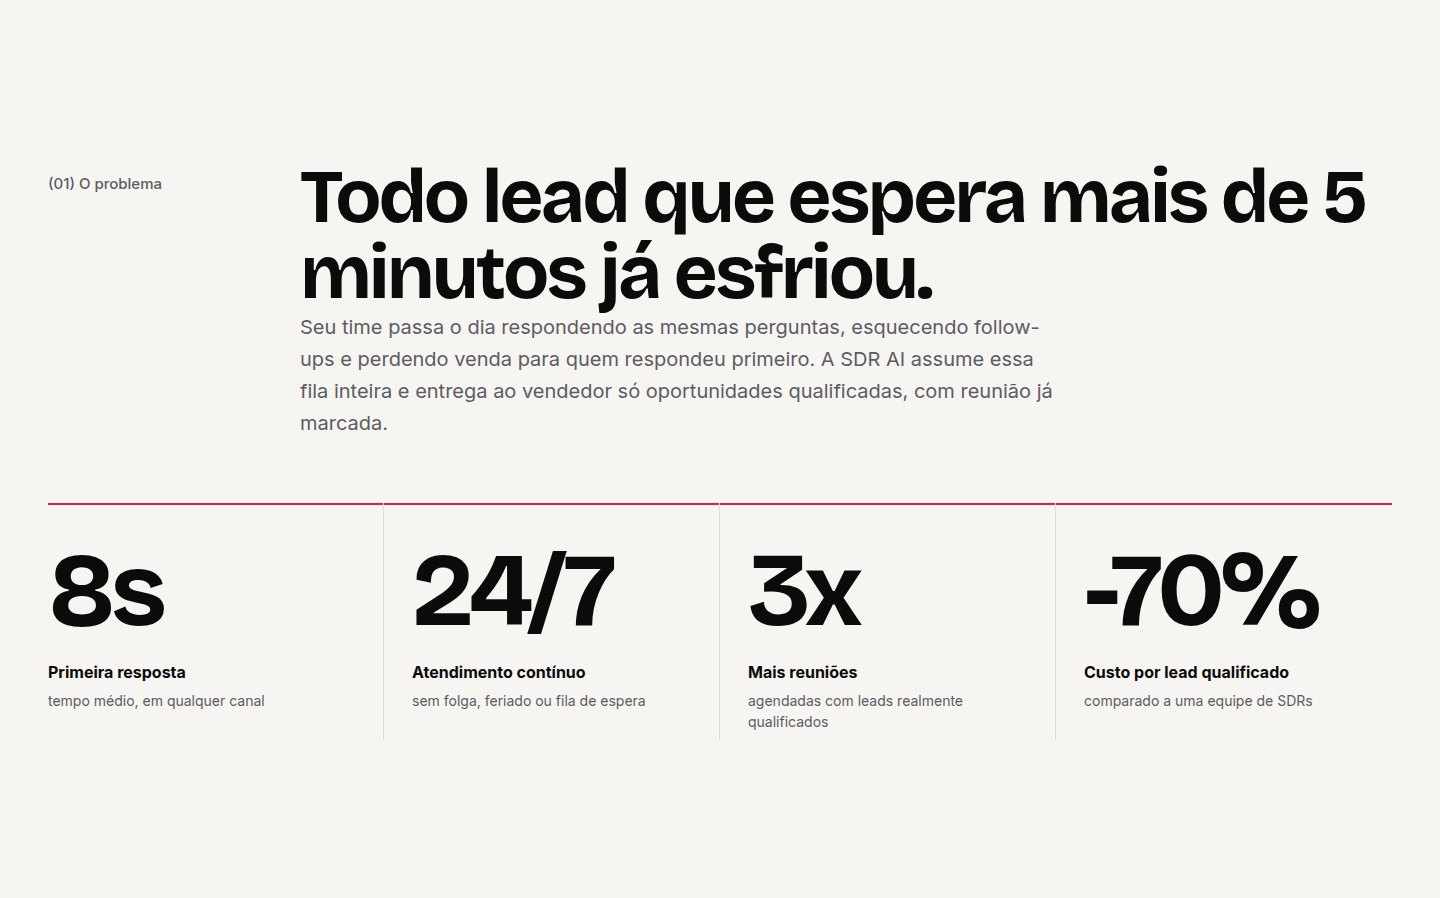 (01) O problema
Todo lead que espera mais de 5
minutos já esfriou.
Seu time passa o dia respondendo as mesmas perguntas, esquecendo follow-
ups e perdendo venda para quem respondeu primeiro. A SDR AI assume essa
fila inteira e entrega ao vendedor só oportunidades qualificadas, com reunião já
marcada.
8s
Primeira resposta
tempo médio, em qualquer canal
24/7
Atendimento contínuo
sem folga, feriado ou fila de espera
3x
Mais reuniões
agendadas com leads realmente
qualificados
-70%
Custo por lead qualificado
comparado a uma equipe de SDRs